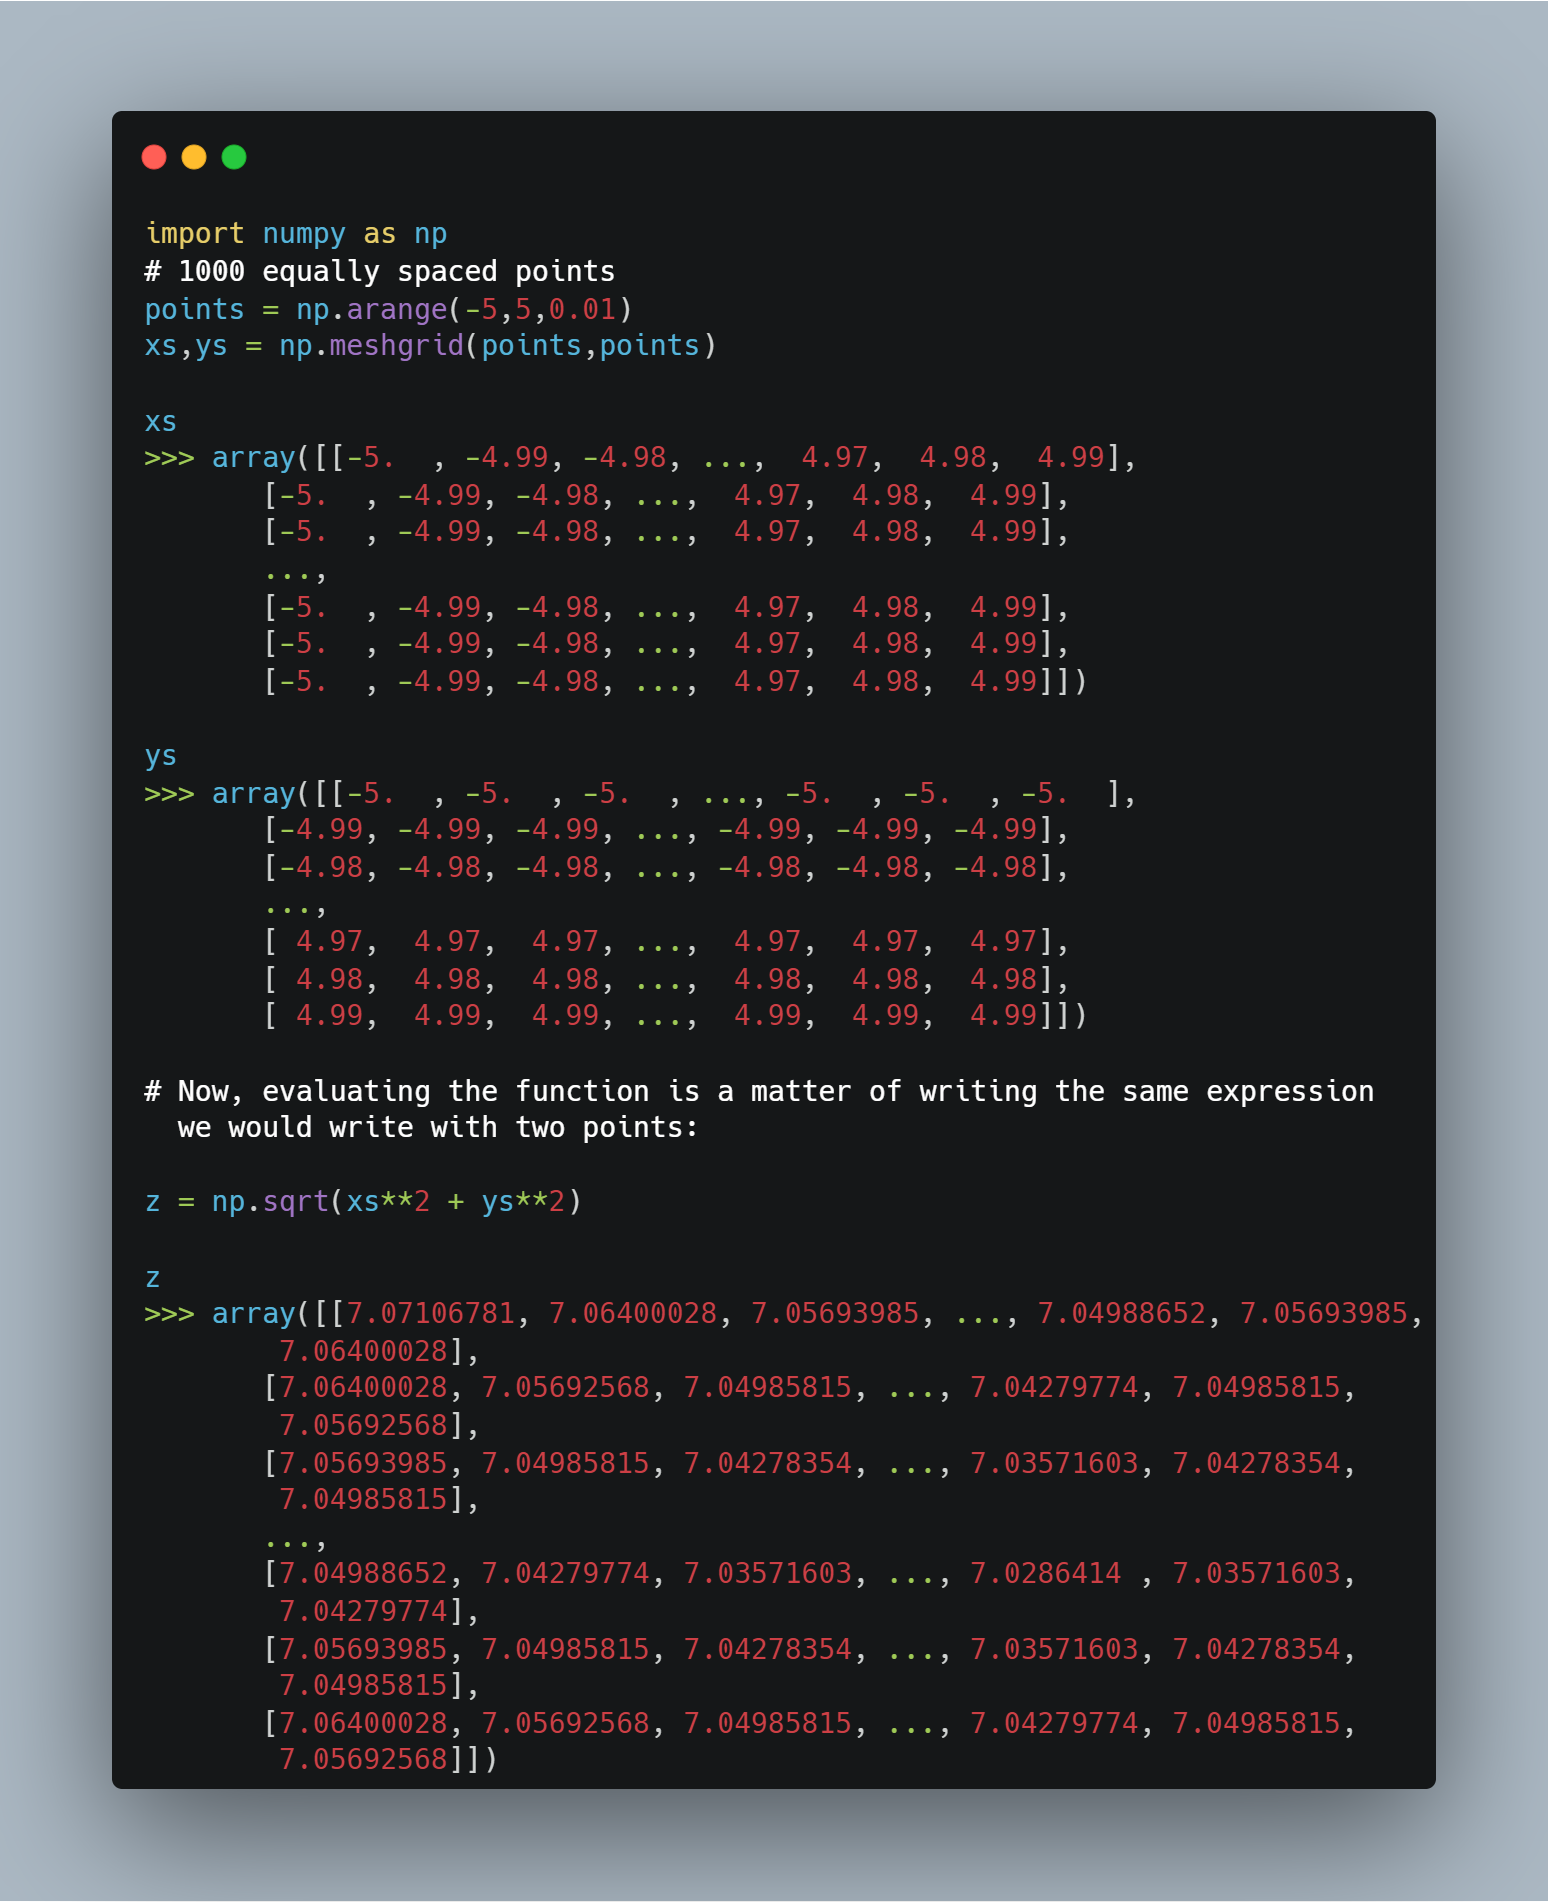 import numpy as np
# 1000 equally spaced points
points = np.arange(-5,5,0.01)
xs,ys = np.meshgrid(points,points)

xs
>>> array([[-5.  , -4.99, -4.98, ...,  4.97,  4.98,  4.99],
       [-5.  , -4.99, -4.98, ...,  4.97,  4.98,  4.99],
       [-5.  , -4.99, -4.98, ...,  4.97,  4.98,  4.99],
       ...,
       [-5.  , -4.99, -4.98, ...,  4.97,  4.98,  4.99],
       [-5.  , -4.99, -4.98, ...,  4.97,  4.98,  4.99],
       [-5.  , -4.99, -4.98, ...,  4.97,  4.98,  4.99]])

ys
>>> array([[-5.  , -5.  , -5.  , ..., -5.  , -5.  , -5.  ],
       [-4.99, -4.99, -4.99, ..., -4.99, -4.99, -4.99],
       [-4.98, -4.98, -4.98, ..., -4.98, -4.98, -4.98],
       ...,
       [ 4.97,  4.97,  4.97, ...,  4.97,  4.97,  4.97],
       [ 4.98,  4.98,  4.98, ...,  4.98,  4.98,  4.98],
       [ 4.99,  4.99,  4.99, ...,  4.99,  4.99,  4.99]])

# Now, evaluating the function is a matter of writing the same expression
  we would write with two points:

z = np.sqrt(xs**2 + ys**2)

z
>>> array([[7.07106781, 7.06400028, 7.05693985, ..., 7.04988652, 7.05693985,
        7.06400028],
       [7.06400028, 7.05692568, 7.04985815, ..., 7.04279774, 7.04985815,
        7.05692568],
       [7.05693985, 7.04985815, 7.04278354, ..., 7.03571603, 7.04278354,
        7.04985815],
       ...,
       [7.04988652, 7.04279774, 7.03571603, ..., 7.0286414 , 7.03571603,
        7.04279774],
       [7.05693985, 7.04985815, 7.04278354, ..., 7.03571603, 7.04278354,
        7.04985815],
       [7.06400028, 7.05692568, 7.04985815, ..., 7.04279774, 7.04985815,
        7.05692568]])